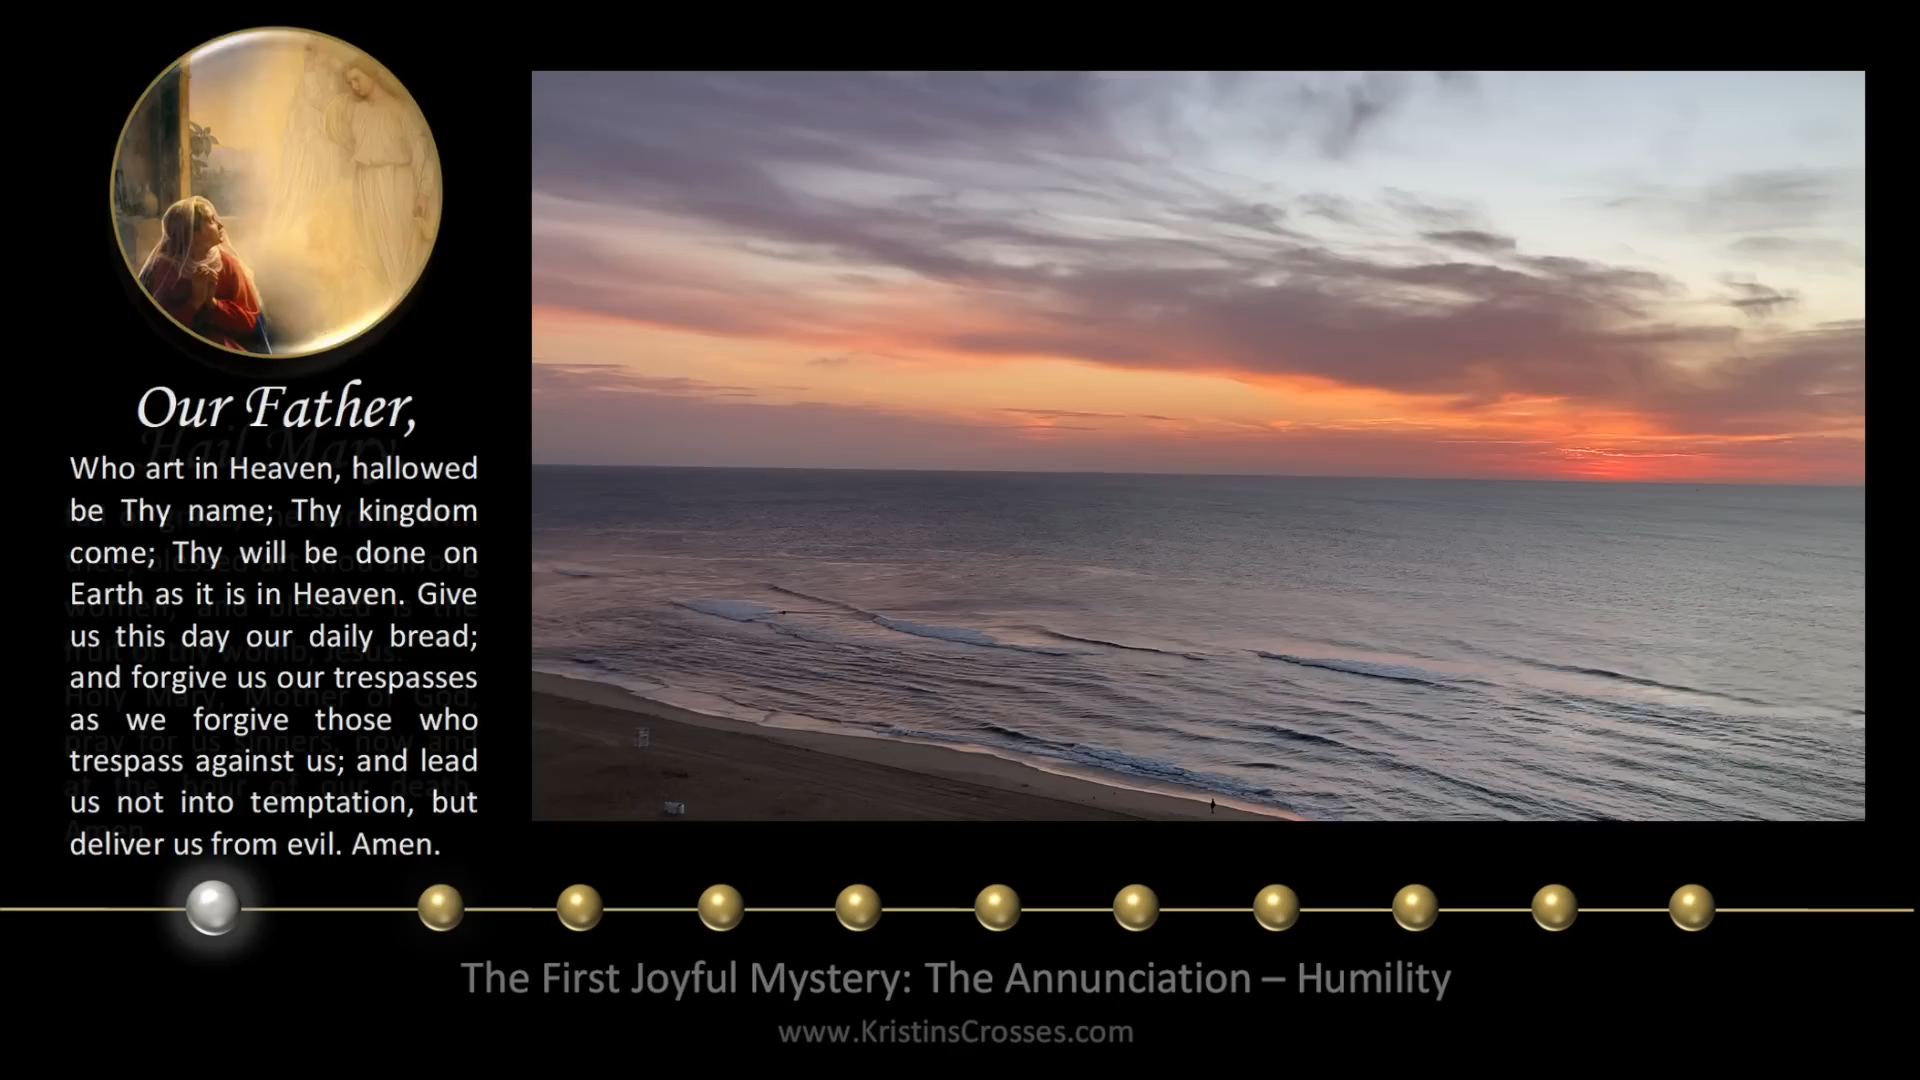 Our Father,
Who art in Heaven, hallowed
be Thy name; Thy kingdom
come; Thy will be done on
Earth as it is in Heaven. Give
us this day our daily bread;
and forgive us our trespasses
as we forgive those who
trespass against us; and lead
us not into temptation, but
deliver us from evil. Amen.
The First Joyful Mystery: The Annunciation – Humility
www.KristinsCrosses.com